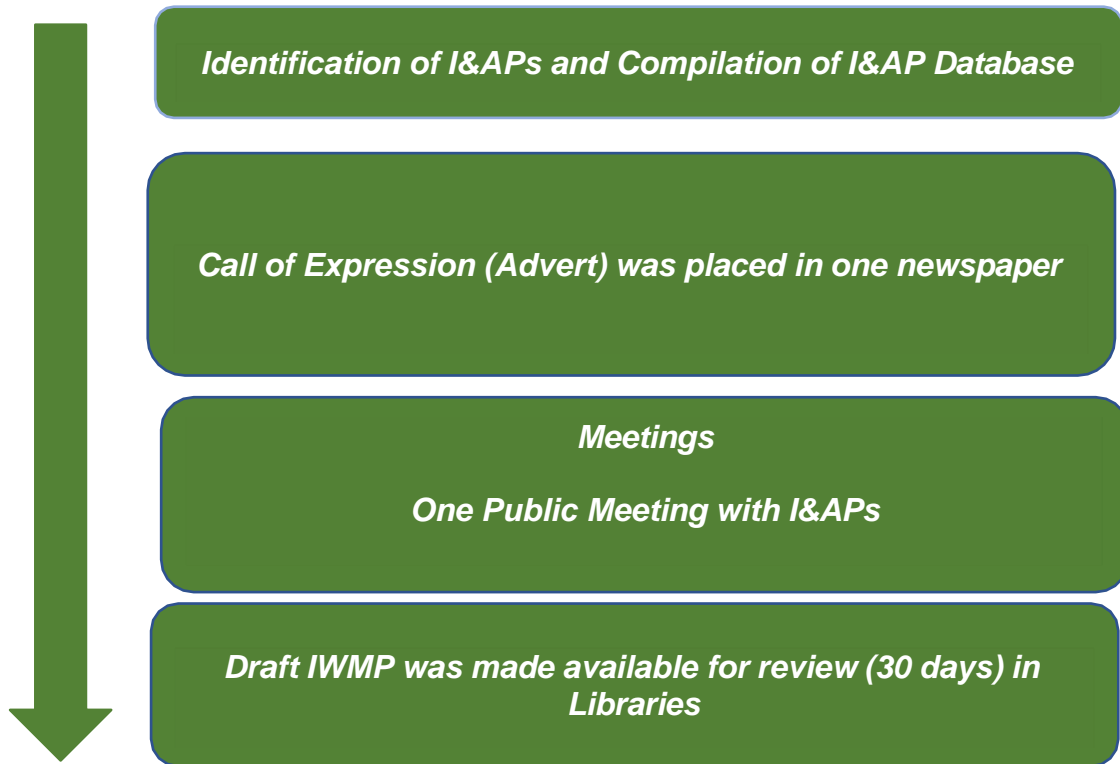 Identification of I&APs and Compilation of I&AP Database
Call of Expression (Advert) was placed in one newspaper
Meetings
One Public Meeting with I&APs
Draft IWMP was made available for review (30 days) in
Libraries